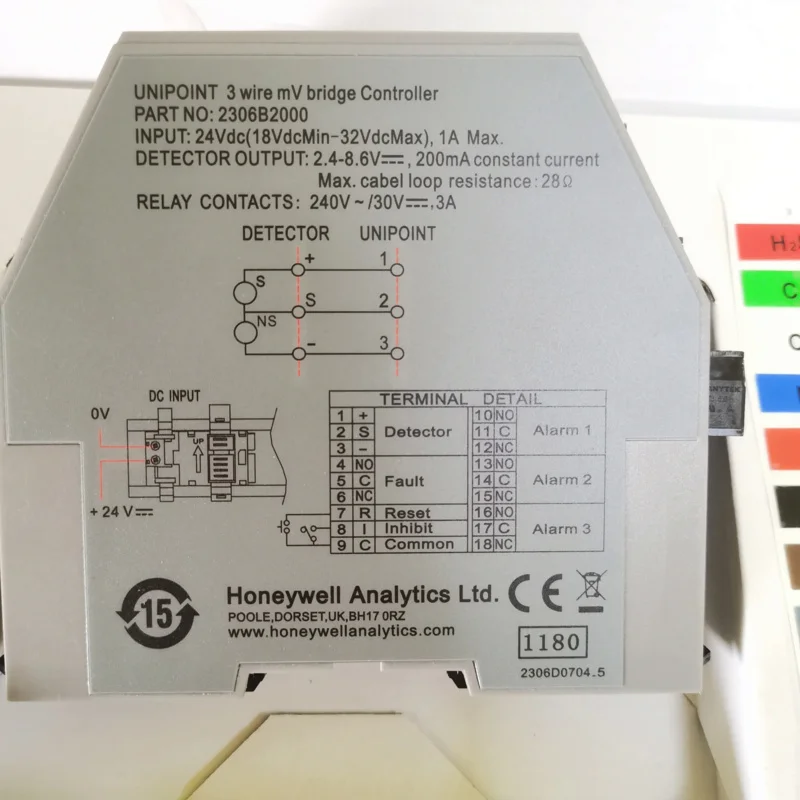 UNIPOINT 3 wire mV bridge Controller
PART NO: 2306B2000
INPUT: 24Vdc(18VdcMin-32VdcMax), 1A Max.
DETECTOR OUTPUT: 2.4-8.6V⎓, 200mA constant current
Max. cabel loop resistance: 28Ω
RELAY CONTACTS: 240V~/30V⎓,3A
DETECTOR UNIPOINT
+ 1
S
S 2
NS
- 3
DC INPUT
0V
UP
+24V⎓
TERMINAL DETAIL
1 + 10 NO
2 S Detector 11 C Alarm 1
3 - 12 NC
4 NO 13 NO
5 C Fault 14 C Alarm 2
6 NC 15 NC
7 R Reset 16 NO
8 I Inhibit 17 C Alarm 3
9 C Common 18 NC
15
Honeywell Analytics Ltd. CE
POOLE,DORSET,UK,BH17 0RZ
www.honeywellanalytics.com
1180
2306D0704.5